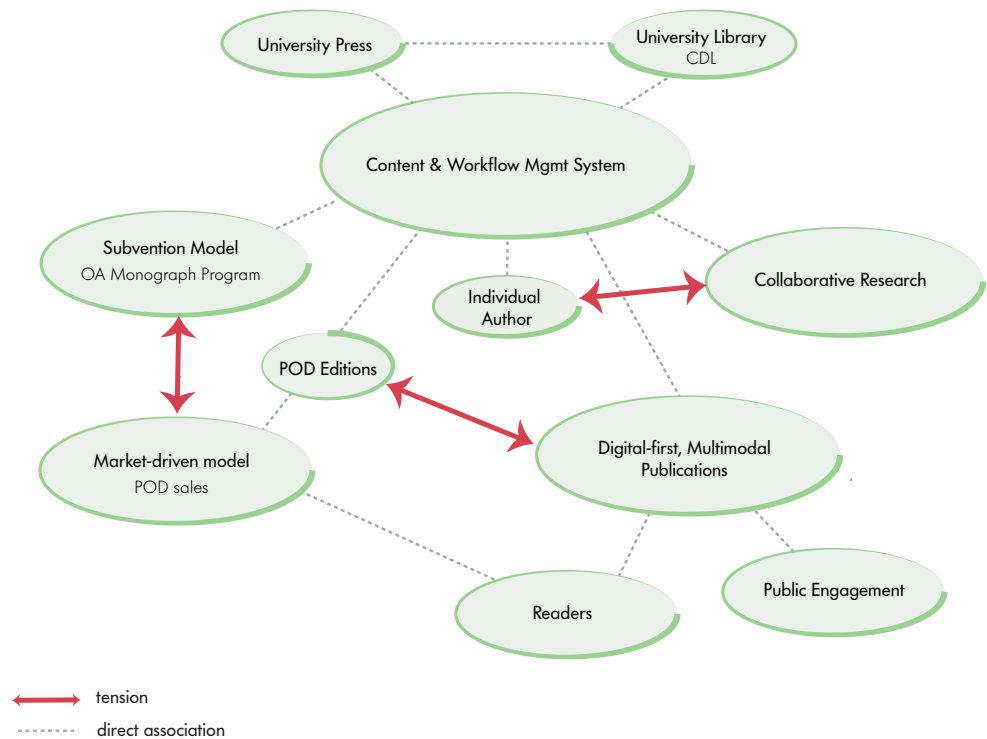 University Press
University Library
CDL
Content & Workflow Mgmt System
Subvention Model
OA Monograph Program
Individual
Author
Collaborative Research
POD Editions
Market-driven model
POD sales
Digital-first, Multimodal
Publications
Readers
Public Engagement
tension
direct association